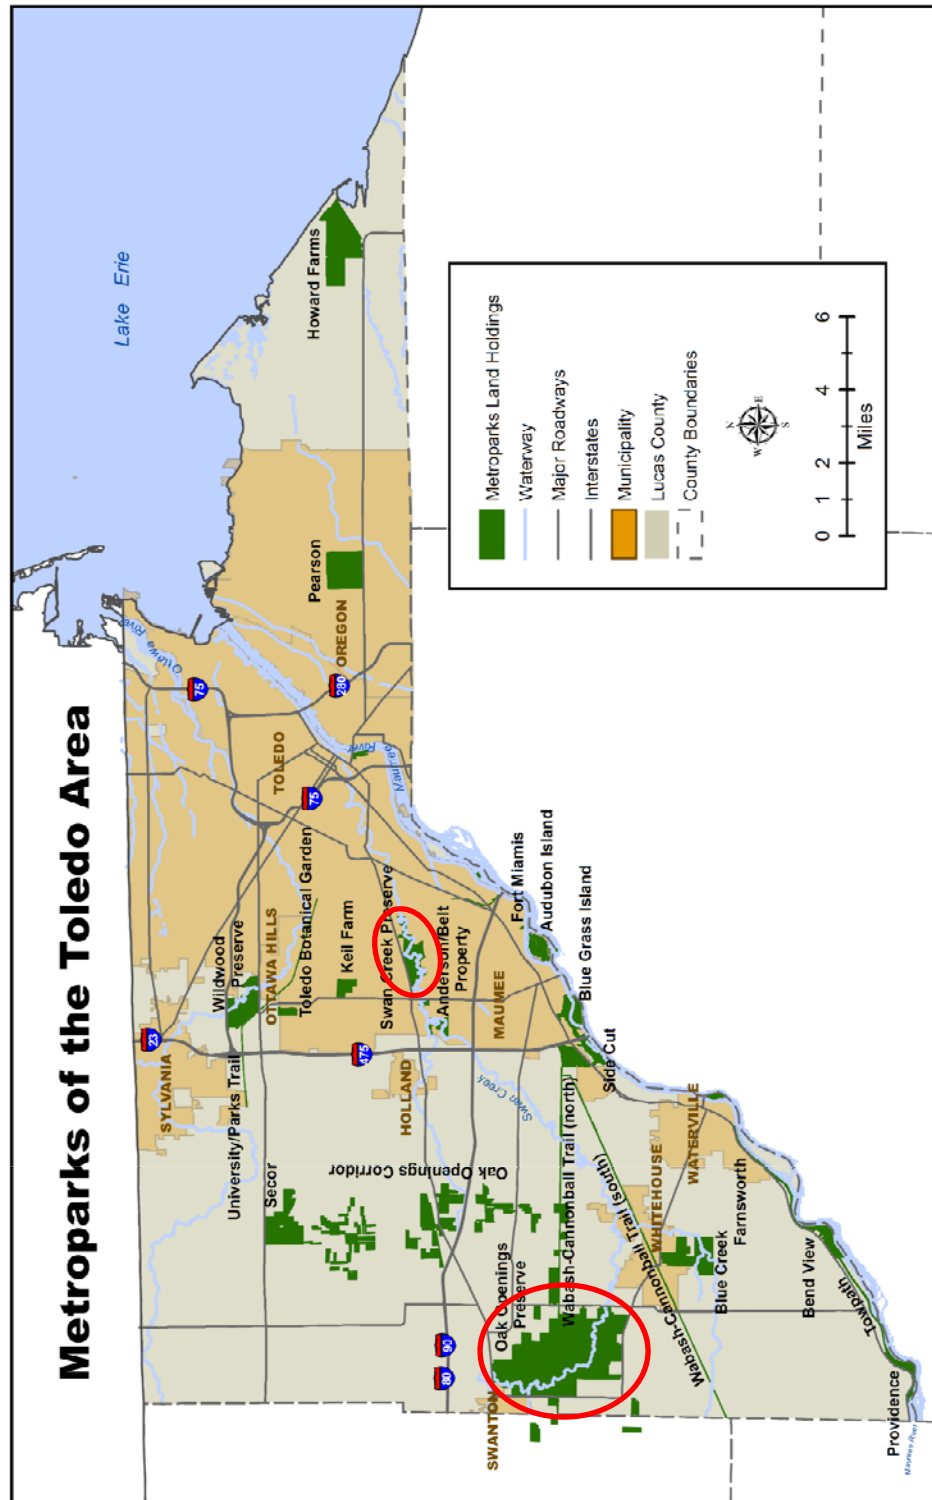 Metroparks of the Toledo Area
Lake Erie
Howard Farms
Pearson
OREGON
Ottawa River
75
280
TOLEDO
75
Maumee
River
Toledo Botanical Garden
OTTAWA HILLS
Wildwood
Preserve
Keil Farm
Swan Creek Preserve
Anderson/Belt
Property
Fort Miamis
Audubon Island
Blue Grass Island
MAUMEE
Side Cut
23
SYLVANIA
475
University/Parks Trail
HOLLAND
Swan Creek
Secor
Oak Openings Corridor
Wabash-Cannonball Trail (north)
Wabash-Cannonball Trail (south)
WHITEHOUSE
WATERVILLE
Farnsworth
Blue Creek
Oak Openings
Preserve
90
80
SWANTON
Bend View
Towpath
Providence
Maumee River
Metroparks Land Holdings
Waterway
Major Roadways
Interstates
Municipality
Lucas County
County Boundaries
N
W
E
S
0 1 2 4 6
Miles